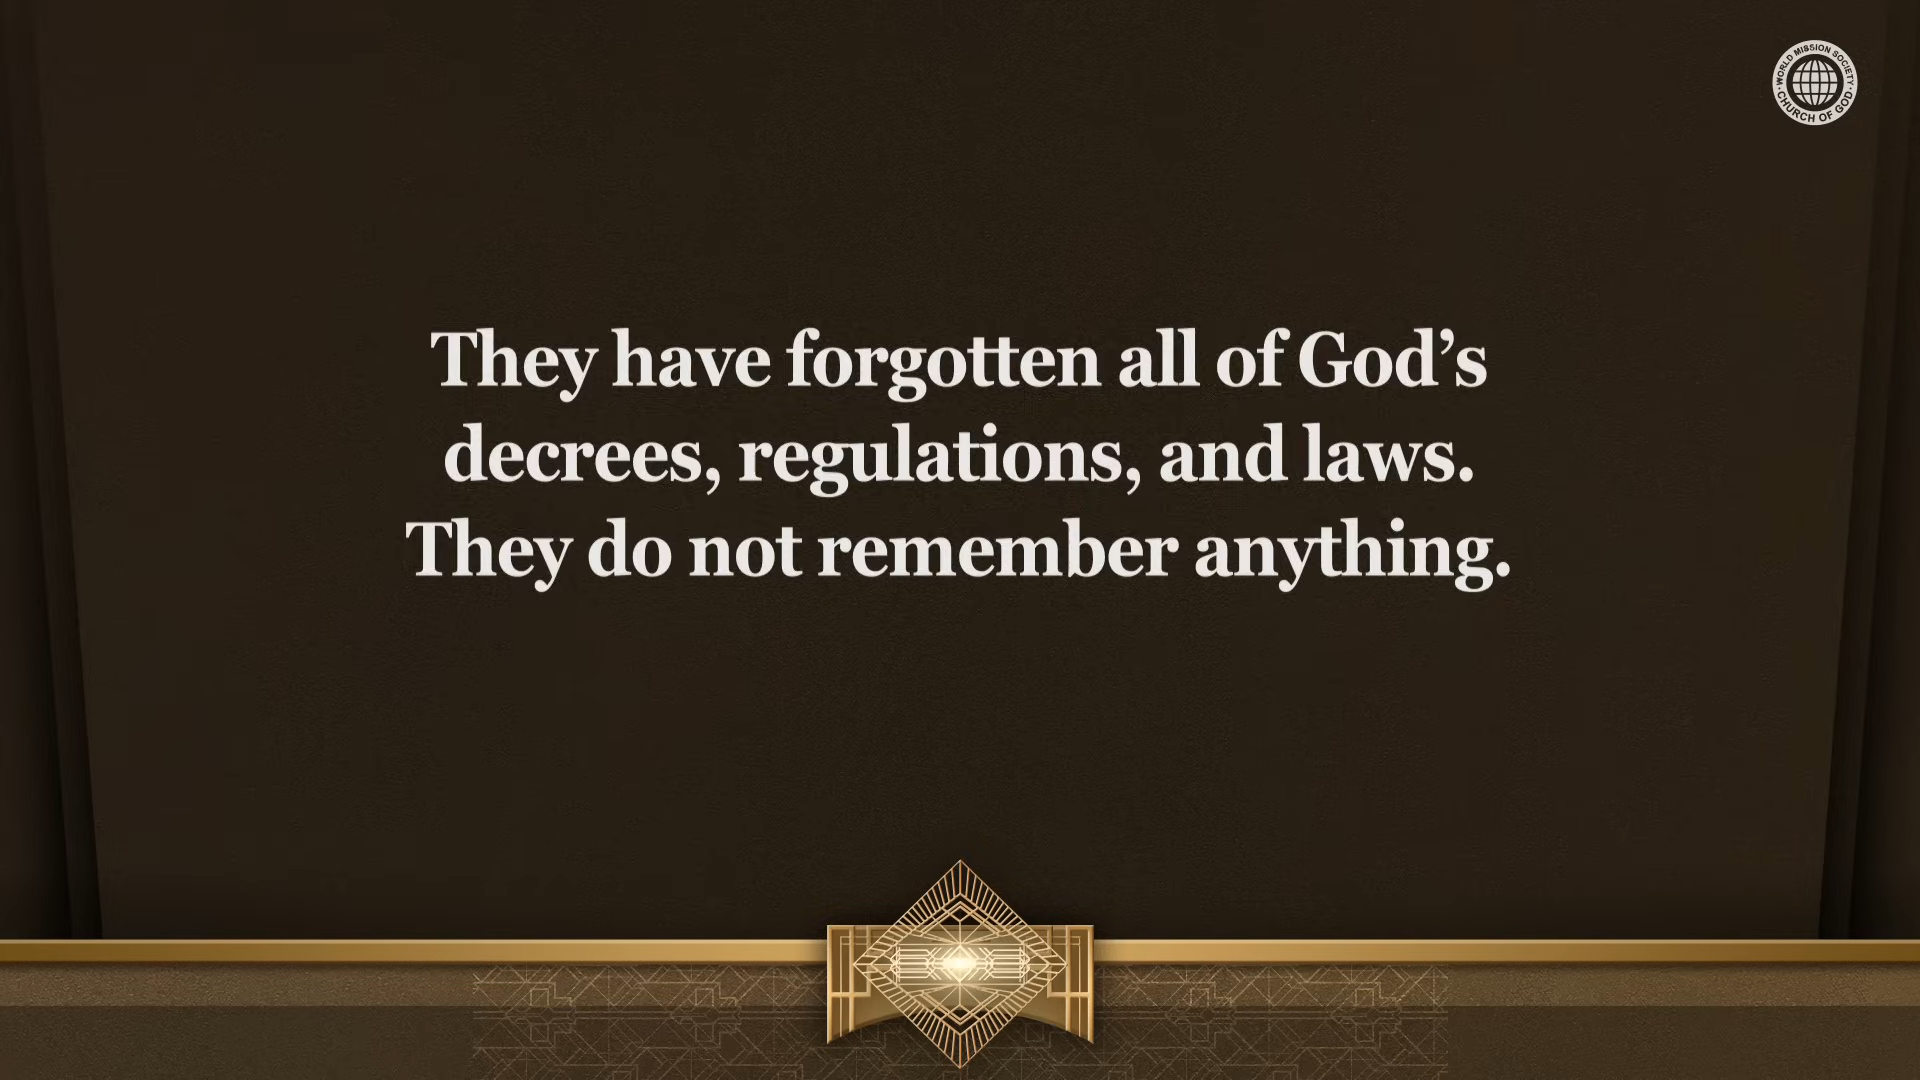 WORLD MISSION SOCIETY
CHURCH OF GOD
They have forgotten all of God’s
decrees, regulations, and laws.
They do not remember anything.